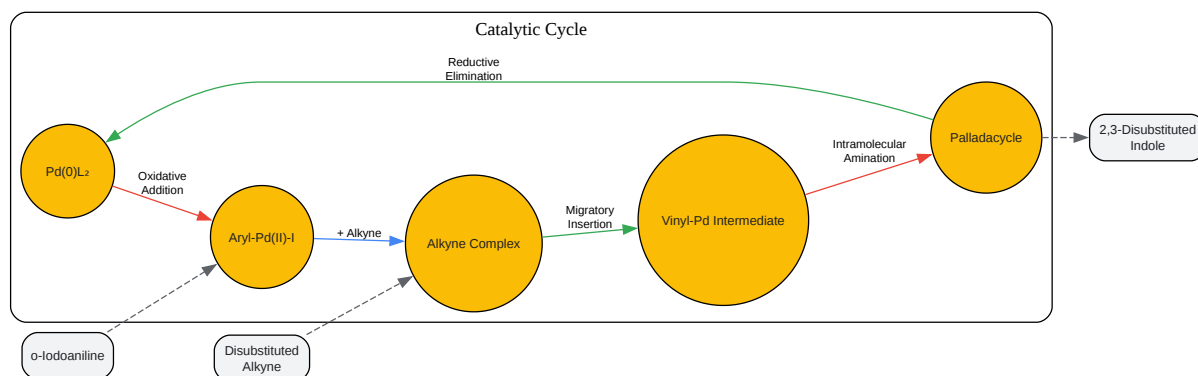 Catalytic Cycle
Reductive
Elimination
Pd(0)L₂
Oxidative
Addition
Aryl-Pd(II)-I
+ Alkyne
Alkyne Complex
Migratory
Insertion
Vinyl-Pd Intermediate
Intramolecular
Amination
Palladacycle
2,3-Disubstituted
Indole
o-Iodoaniline
Disubstituted
Alkyne